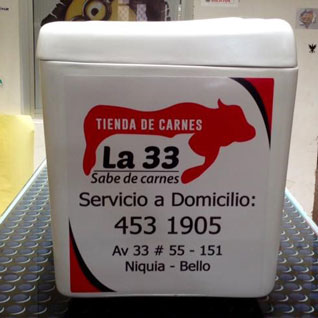 TIENDA DE CARNES
La 33
Sabe de carnes
Servicio a Domicilio:
453 1905
Av 33 # 55 - 151
Niquia - Bello